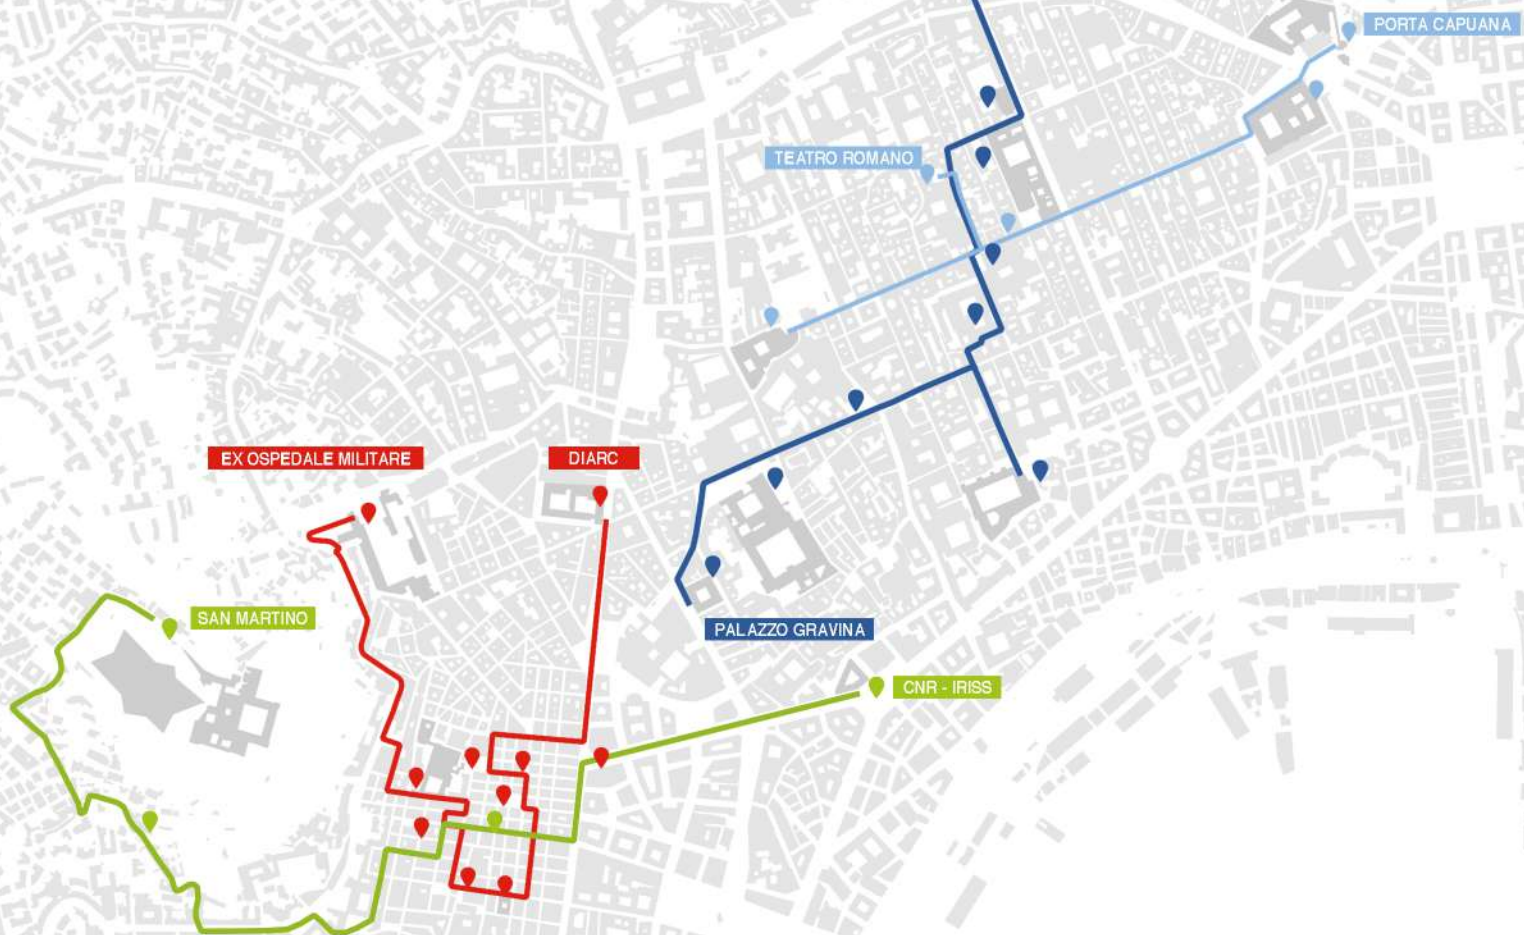 PORTA CAPUANA
TEATRO ROMANO
EX OSPEDALE MILITARE
DIARC
SAN MARTINO
PALAZZO GRAVINA
CNR - IRISS